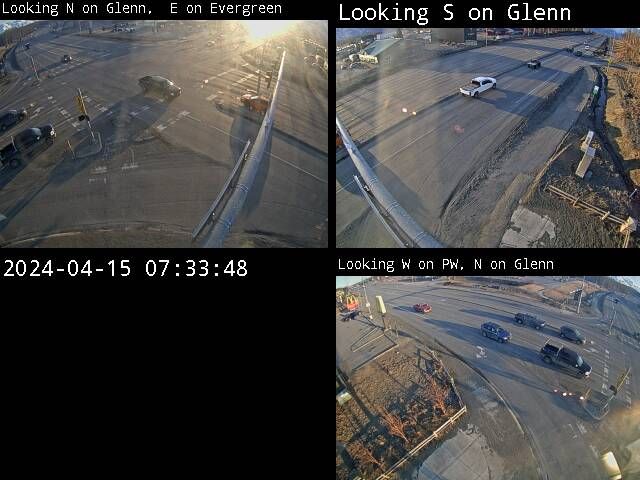 Looking N on Glenn,  E on Evergreen
Looking S on Glenn
2024-04-15 07:33:48
Looking W on PW, N on Glenn